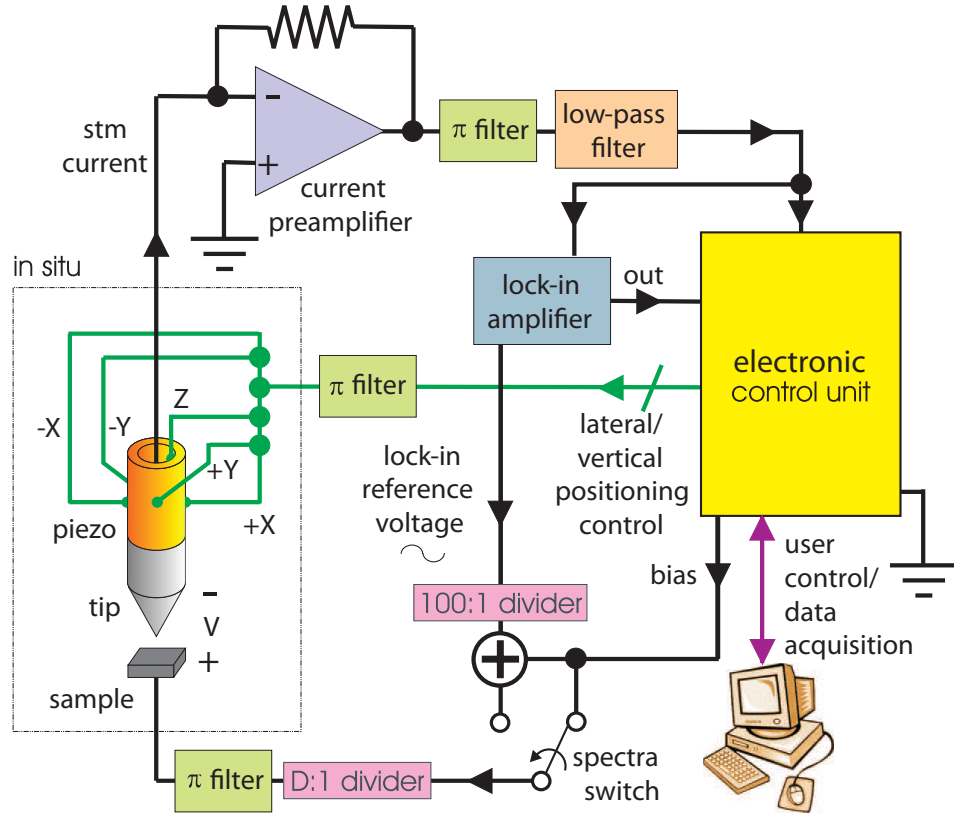 stm
current
-
+
current
preamplifier
π filter
low-pass
filter
in situ
lock-in
amplifier
out
electronic
control unit
π filter
-X
-Y
Z
+Y
+X
piezo
lateral/
vertical
positioning
control
lock-in
reference
voltage
bias
user
control/
data
acquisition
tip
-
V
+
sample
100:1 divider
+
spectra
switch
π filter
D:1 divider